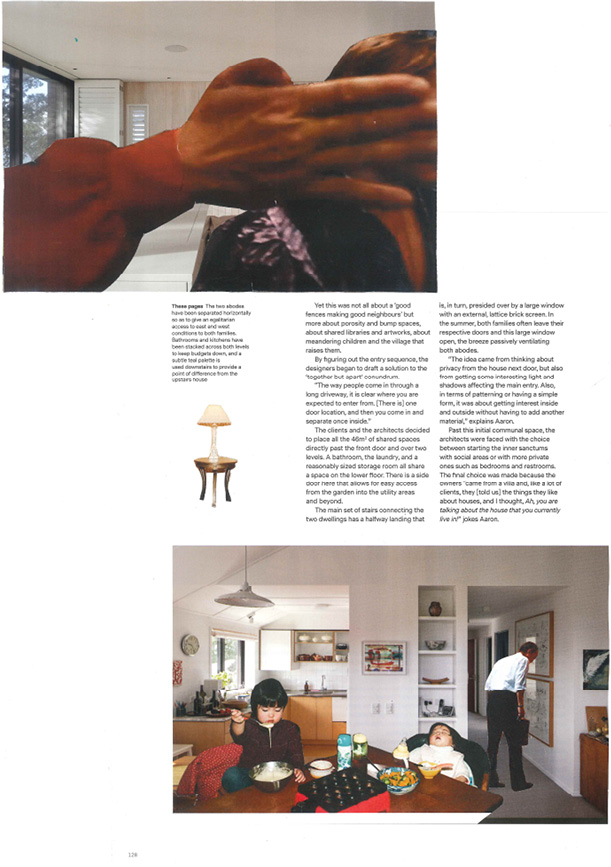 These pages The two abodes
have been separated horizontally
so as to give an egalitarian
access to east and west
conditions to both families.
Bathrooms and kitchens have
been stacked across both levels
to keep budgets down, and a
subtle teal palette is
used downstairs to provide a
point of difference from the
upstairs house
Yet this was not all about a 'good
fences making good neighbours' but
more about porosity and bump spaces,
about shared libraries and artworks, about
meandering children and the village that
raises them.
By figuring out the entry sequence, the
designers began to draft a solution to the
'together but apart' conundrum.
"The way people come in through a
long driveway, it is clear where you are
expected to enter from. [There is] one
door location, and then you come in and
separate once inside."
The clients and the architects decided
to place all the 46m² of shared spaces
directly past the front door and over two
levels. A bathroom, the laundry, and a
reasonably sized storage room all share
a space on the lower floor. There is a side
door here that allows for easy access
from the garden into the utility areas
and beyond.
The main set of stairs connecting the
two dwellings has a halfway landing that
is, in turn, presided over by a large window
with an external, lattice brick screen. In
the summer, both families often leave their
respective doors and this large window
open, the breeze passively ventilating
both abodes.
"The idea came from thinking about
privacy from the house next door, but also
from getting some interesting light and
shadows affecting the main entry. Also,
in terms of patterning or having a simple
form, it was about getting interest inside
and outside without having to add another
material," explains Aaron.
Past this initial communal space, the
architects were faced with the choice
between starting the inner sanctums
with social areas or with more private
ones such as bedrooms and restrooms.
The final choice was made because the
owners "came from a villa and, like a lot of
clients, they [told us] the things they like
about houses, and I thought, Ah, you are
talking about the house that you currently
live in!" jokes Aaron.
128